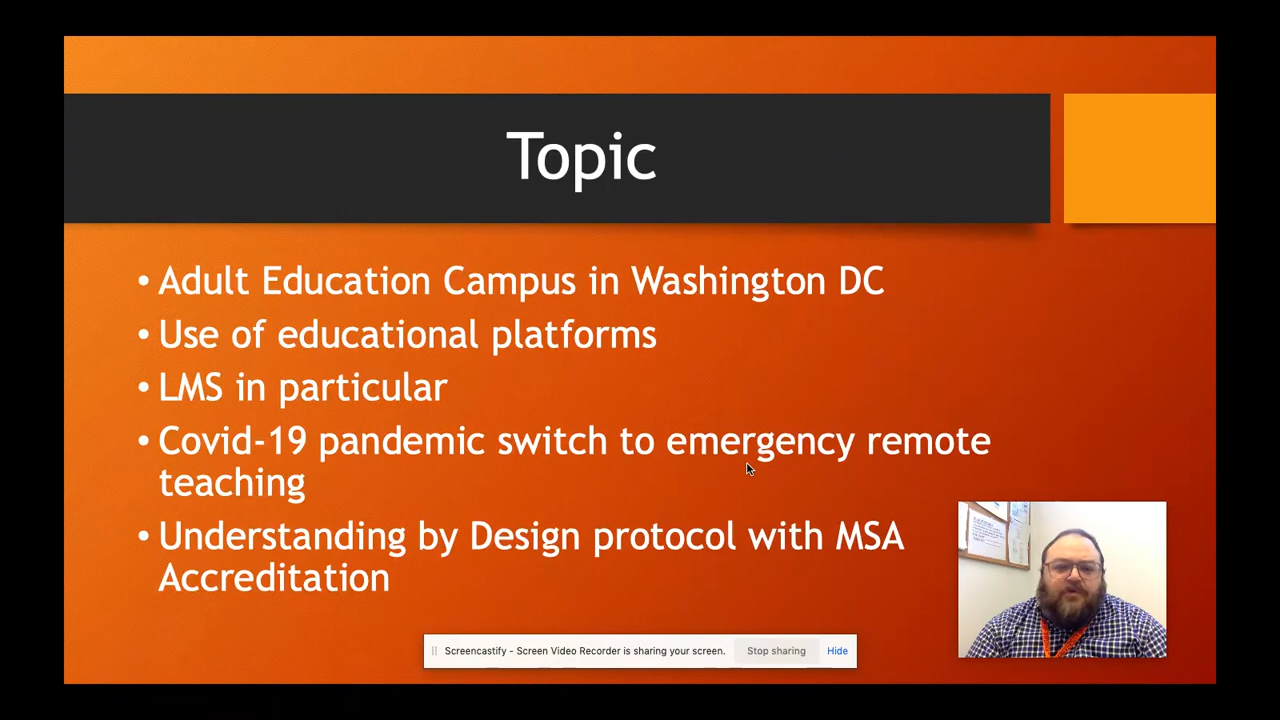 Topic
• Adult Education Campus in Washington DC
• Use of educational platforms
• LMS in particular
• Covid-19 pandemic switch to emergency remote
teaching
• Understanding by Design protocol with MSA
Accreditation
Screencastify - Screen Video Recorder is sharing your screen.
Stop sharing
Hide